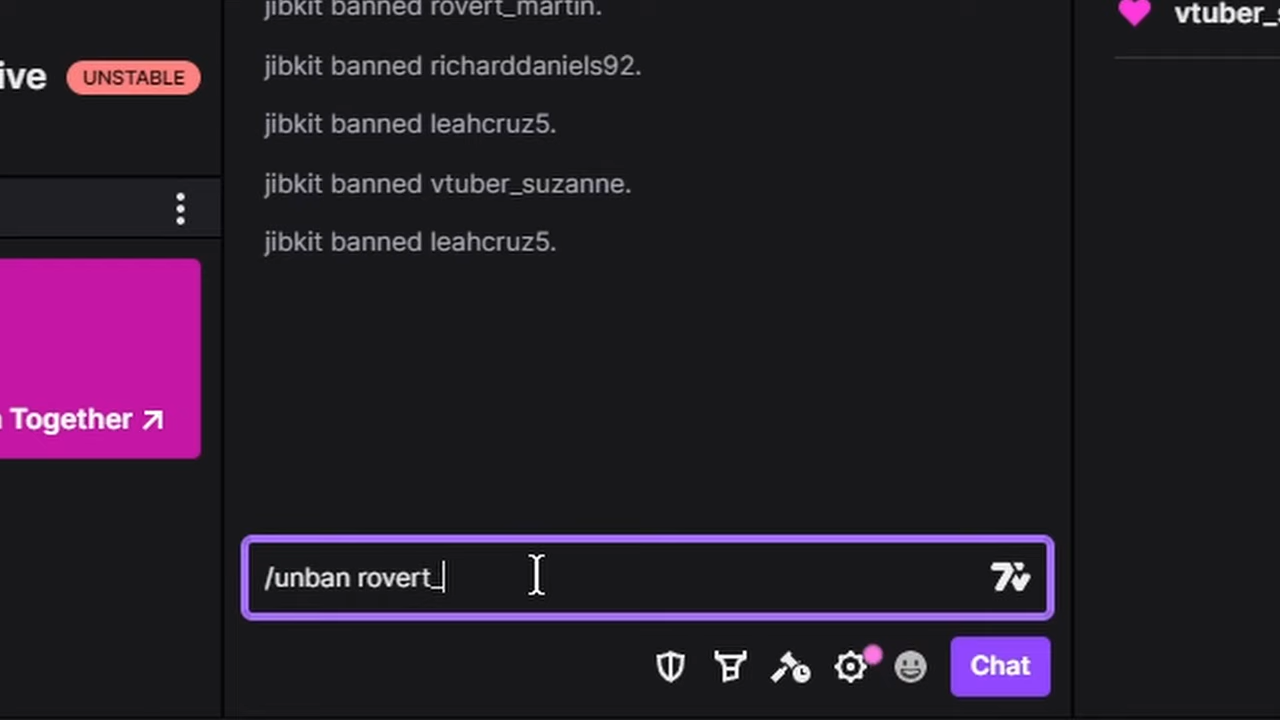 jibkit banned rovert_martin.
ive
UNSTABLE
jibkit banned richarddaniels92.
jibkit banned leahcruz5.
jibkit banned vtuber_suzanne.
jibkit banned leahcruz5.
Together
/unban rovert_
Chat
vtuber_